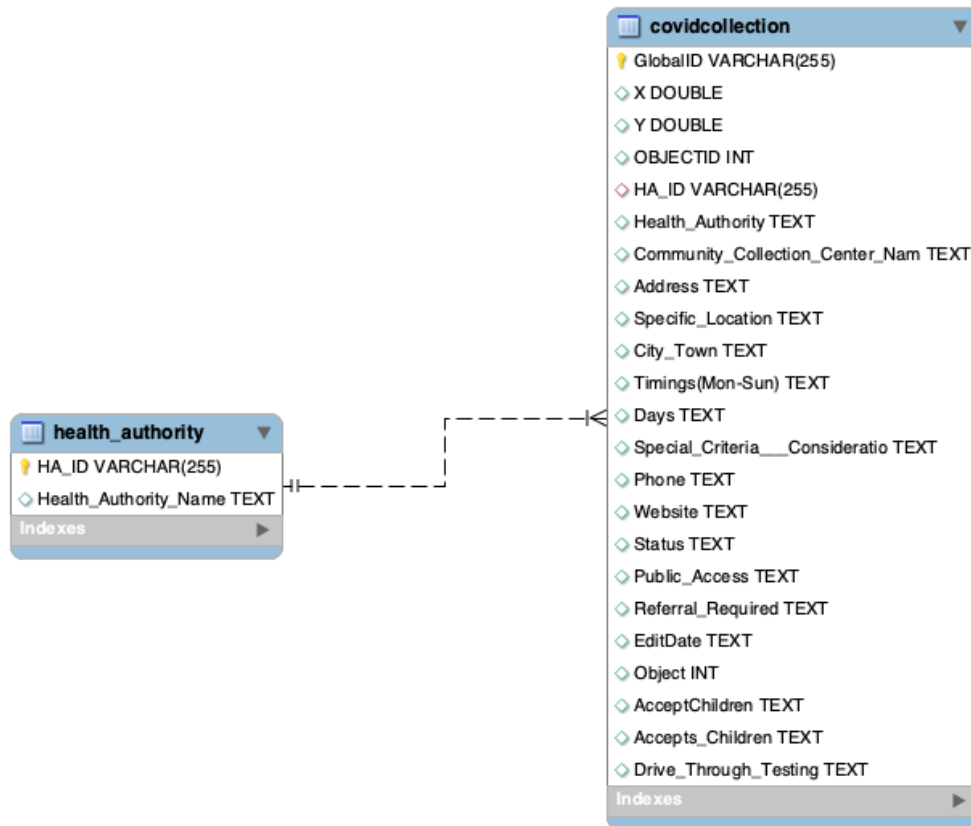 covidcollection
GlobalID VARCHAR(255)
X DOUBLE
Y DOUBLE
OBJECTID INT
HA_ID VARCHAR(255)
Health_Authority TEXT
Community_Collection_Center_Nam TEXT
Address TEXT
Specific_Location TEXT
City_Town TEXT
Timings(Mon-Sun) TEXT
Days TEXT
Special_Criteria___Consideratio TEXT
Phone TEXT
Website TEXT
Status TEXT
Public_Access TEXT
Referral_Required TEXT
EditDate TEXT
Object INT
AcceptChildren TEXT
Accepts_Children TEXT
Drive_Through_Testing TEXT
Indexes
health_authority
HA_ID VARCHAR(255)
Health_Authority_Name TEXT
Indexes